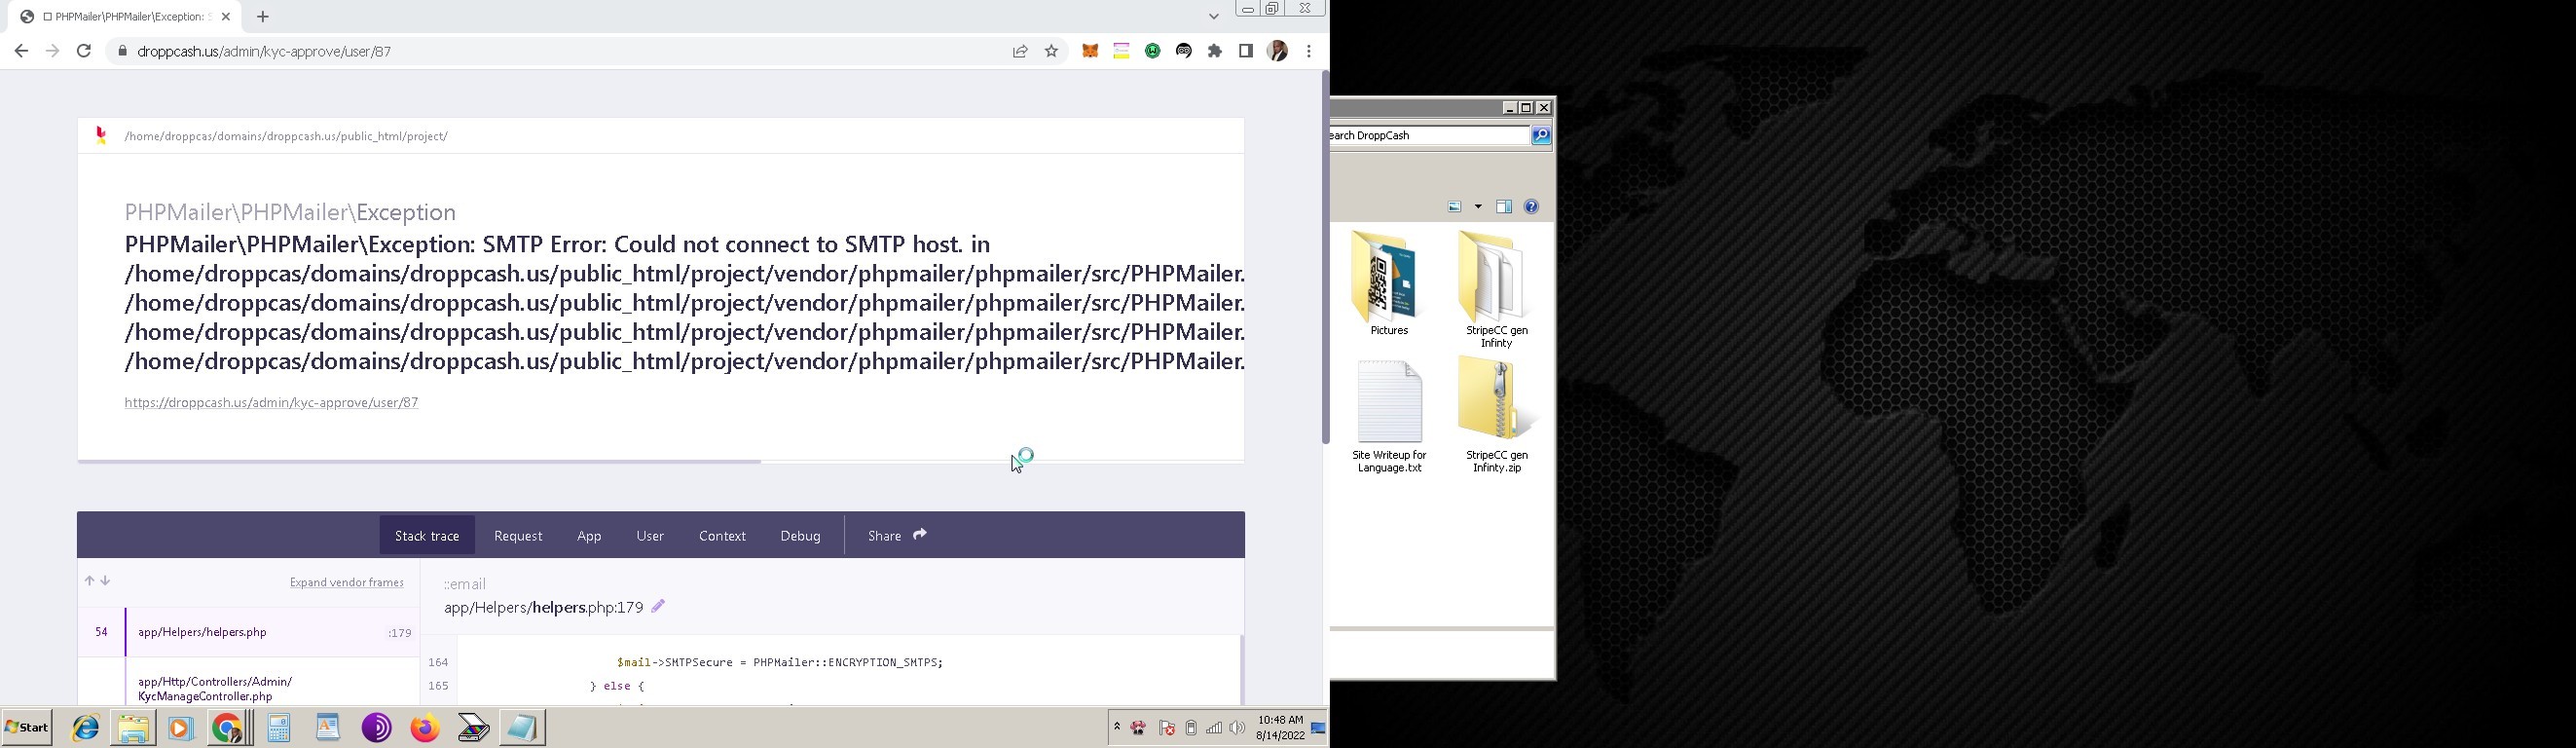 PHPMailer\PHPMailer\Exception: S
droppcash.us/admin/kyc-approve/user/87
/home/droppcas/domains/droppcash.us/public_html/project/
PHPMailer\PHPMailer\Exception
PHPMailer\PHPMailer\Exception: SMTP Error: Could not connect to SMTP host. in
/home/droppcas/domains/droppcash.us/public_html/project/vendor/phpmailer/phpmailer/src/PHPMailer.
/home/droppcas/domains/droppcash.us/public_html/project/vendor/phpmailer/phpmailer/src/PHPMailer.
/home/droppcas/domains/droppcash.us/public_html/project/vendor/phpmailer/phpmailer/src/PHPMailer.
/home/droppcas/domains/droppcash.us/public_html/project/vendor/phpmailer/phpmailer/src/PHPMailer.
https://droppcash.us/admin/kyc-approve/user/87
Stack trace Request App User Context Debug Share
Expand vendor frames
54 app/Helpers/helpers.php :179
app/Http/Controllers/Admin/
KycManageController.php
::email
app/Helpers/helpers.php:179
164 $mail->SMTPSecure = PHPMailer::ENCRYPTION_SMTPS;
165 } else {
earch DroppCash
Pictures
StripeCC gen
Infinty
Site Writeup for
Language.txt
StripeCC gen
Infinty.zip
Start
10:48 AM
8/14/2022